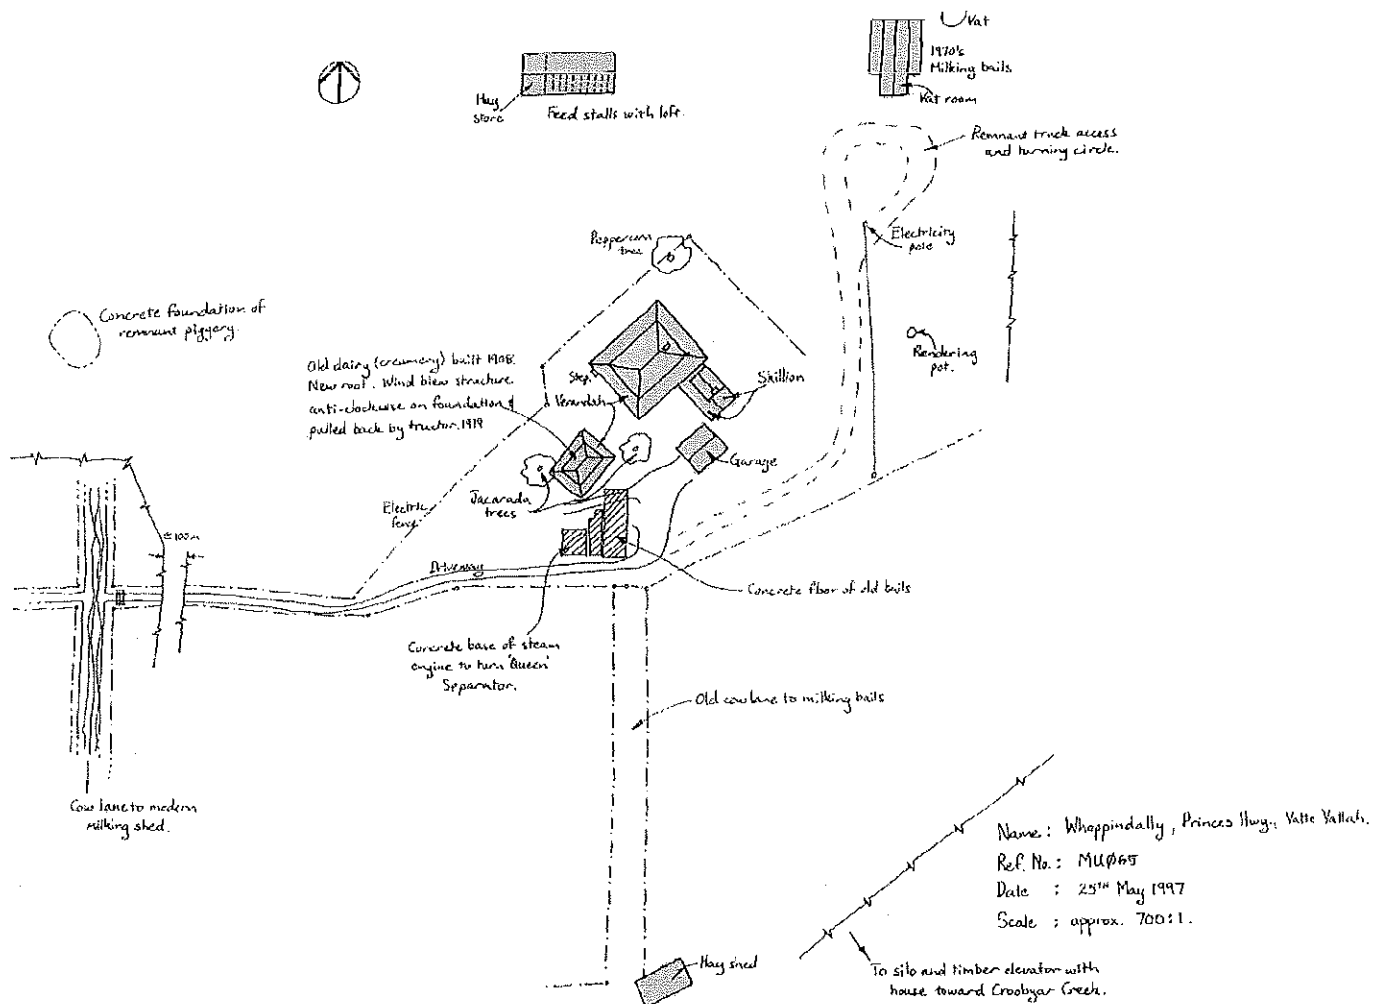 Vat
1970's
Milking bails
Vat room
Hay
store
Feed stalls with loft.
Remnant truck access
and turning circle.
Peppercorn
tree
Electricity
pole
Concrete foundation of
remnant piggery.
Rendering
pot.
Old dairy (creamery) built 1908.
New roof. Wind blew structure
anti-clockwise on foundation &
pulled back by tractor. 1919
Step
Verandah
Skillion
Garage
Jacarada
trees
Electric
fence
± 100m
Driveway
Concrete floor of old bails
Concrete base of steam
engine to turn 'Queen'
Separator.
Old cow lane to milking bails
Cow lane to modern
milking shed.
Name : Whoppindally, Princes Hwy., Yatte Yattah.
Ref. No. : MUØ65
Date : 25TH May 1997
Scale : approx. 700:1.
Hay shed
To silo and timber elevator with
house toward Croobyar Creek.